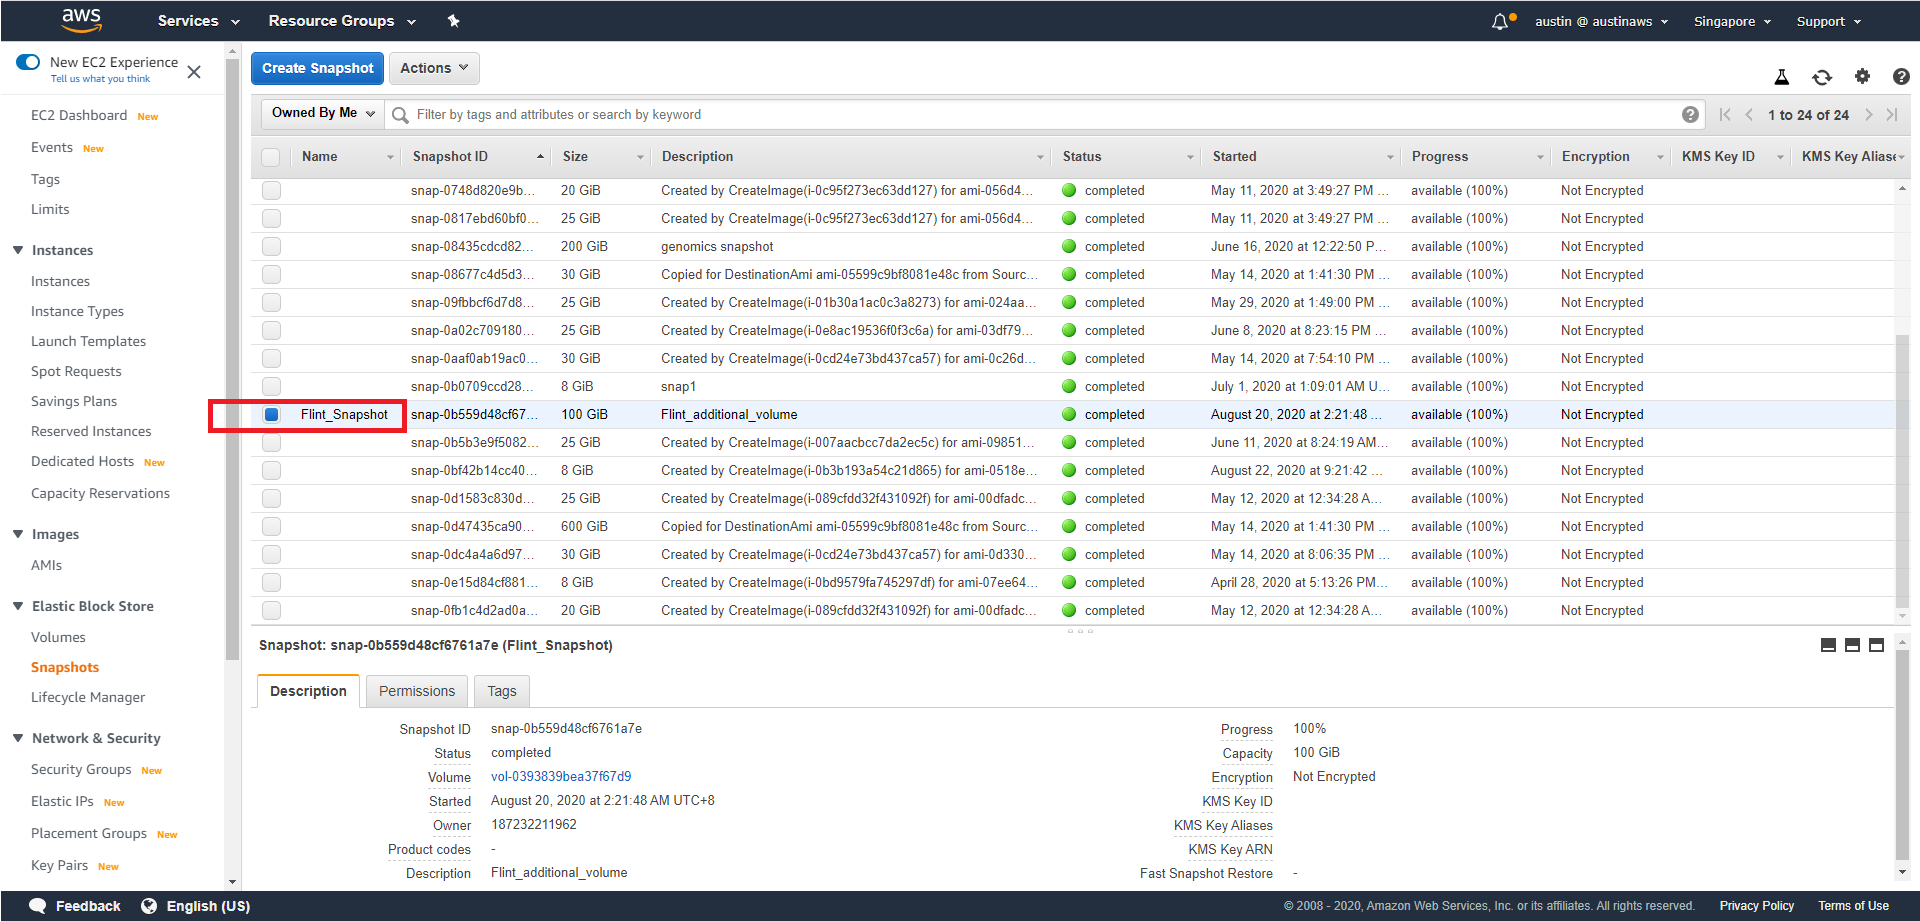 aws Services Resource Groups austin @ austinaws Singapore Support
New EC2 Experience
Tell us what you think
EC2 Dashboard New
Events New
Tags
Limits
Instances
Instances
Instance Types
Launch Templates
Spot Requests
Savings Plans
Reserved Instances
Dedicated Hosts New
Capacity Reservations
Images
AMIs
Elastic Block Store
Volumes
Snapshots
Lifecycle Manager
Network & Security
Security Groups New
Elastic IPs New
Placement Groups New
Key Pairs New
Create Snapshot Actions
Owned By Me Filter by tags and attributes or search by keyword 1 to 24 of 24
Name Snapshot ID Size Description Status Started Progress Encryption KMS Key ID KMS Key Aliase
snap-0748d820e9b... 20 GiB Created by CreateImage(i-0c95f273ec63dd127) for ami-056d4... completed May 11, 2020 at 3:49:27 PM ... available (100%) Not Encrypted
snap-0817ebd60bf0... 25 GiB Created by CreateImage(i-0c95f273ec63dd127) for ami-056d4... completed May 11, 2020 at 3:49:27 PM ... available (100%) Not Encrypted
snap-08435cdcd82... 200 GiB genomics snapshot completed June 16, 2020 at 12:22:50 P... available (100%) Not Encrypted
snap-08677c4d5d3... 30 GiB Copied for DestinationAmi ami-05599c9bf8081e48c from Sourc... completed May 14, 2020 at 1:41:30 PM ... available (100%) Not Encrypted
snap-09fbbcf6d7d8... 25 GiB Created by CreateImage(i-01b30a1ac0c3a8273) for ami-024aa... completed May 29, 2020 at 1:49:00 PM ... available (100%) Not Encrypted
snap-0a02c709180... 25 GiB Created by CreateImage(i-0e8ac19536f0f3c6a) for ami-03df79... completed June 8, 2020 at 8:23:15 PM ... available (100%) Not Encrypted
snap-0aaf0ab19ac0... 30 GiB Created by CreateImage(i-0cd24e73bd437ca57) for ami-0c26d... completed May 14, 2020 at 7:54:10 PM ... available (100%) Not Encrypted
snap-0b0709ccd28... 8 GiB snap1 completed July 1, 2020 at 1:09:01 AM U... available (100%) Not Encrypted
Flint_Snapshot snap-0b559d48cf67... 100 GiB Flint_additional_volume completed August 20, 2020 at 2:21:48 ... available (100%) Not Encrypted
snap-0b5b3e9f5082... 25 GiB Created by CreateImage(i-007aacbcc7da2ec5c) for ami-09851... completed June 11, 2020 at 8:24:19 AM... available (100%) Not Encrypted
snap-0bf42b14cc40... 8 GiB Created by CreateImage(i-0b3b193a54c21d865) for ami-0518e... completed August 22, 2020 at 9:21:42 ... available (100%) Not Encrypted
snap-0d1583c830d... 25 GiB Created by CreateImage(i-089cfdd32f431092f) for ami-00dfadc... completed May 12, 2020 at 12:34:28 A... available (100%) Not Encrypted
snap-0d47435ca90... 600 GiB Copied for DestinationAmi ami-05599c9bf8081e48c from Sourc... completed May 14, 2020 at 1:41:30 PM ... available (100%) Not Encrypted
snap-0dc4a4a6d97... 30 GiB Created by CreateImage(i-0cd24e73bd437ca57) for ami-0d330... completed May 14, 2020 at 8:06:35 PM ... available (100%) Not Encrypted
snap-0e15d84cf881... 8 GiB Created by CreateImage(i-0bd9579fa745297df) for ami-07ee64... completed April 28, 2020 at 5:13:26 PM... available (100%) Not Encrypted
snap-0fb1c4d2ad0a... 20 GiB Created by CreateImage(i-089cfdd32f431092f) for ami-00dfadc... completed May 12, 2020 at 12:34:28 A... available (100%) Not Encrypted
Snapshot: snap-0b559d48cf6761a7e (Flint_Snapshot)
Description Permissions Tags
Snapshot ID snap-0b559d48cf6761a7e Progress 100%
Status completed Capacity 100 GiB
Volume vol-0393839bea37f67d9 Encryption Not Encrypted
Started August 20, 2020 at 2:21:48 AM UTC+8 KMS Key ID
Owner 187232211962 KMS Key Aliases
Product codes - KMS Key ARN
Description Flint_additional_volume Fast Snapshot Restore -
Feedback English (US) © 2008 - 2020, Amazon Web Services, Inc. or its affiliates. All rights reserved. Privacy Policy Terms of Use